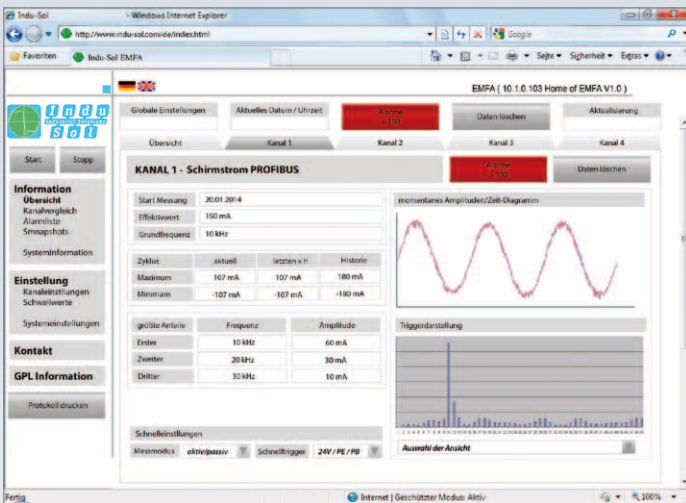 Indu-Sol - Windows Internet Explorer
http://www.indu-sol.com/de/index.html
Google
Favoriten Indu-Sol EMFA Seite Sicherheit Extras
EMFA ( 10.1.0.103 Home of EMFA V1.0 )
Indu
Sol
Globale Einstellungen Aktuelles Datum / Uhrzeit Alarme Daten löschen Aktualisierung
> 100
Übersicht Kanal 1 Kanal 2 Kanal 3 Kanal 4
Start Stopp
KANAL 1 - Schirmstrom PROFIBUS Alarme Daten löschen
> 100
Information
Übersicht
Kanalvergleich
Alarmliste
Smnapshots
Systeminformation
Einstellung
Kanaleinstllungen
Schwellwerte
Systemeinstellungen
Kontakt
GPL Information
Protokoll drucken
Start Messung 20.01.2014
Effektivwert 150 mA
Grundfrequenz 10 kHz
Zyklus aktuell letzten x h Historie
Maximum 107 mA 107 mA 180 mA
Minimum -107 mA -107 mA -180 mA
größte Anteile Frequenz Amplitude
Erster 10 kHz 60 mA
Zweiter 20 kHz 30 mA
Dritter 30 kHz 10 mA
Schnelleinstllungen
Messmodus aktiv/passiv Schnelltrigger 24V / PE / PB
momentanes Amplituden/Zeit-Diagramm
Triggerdarstellung
Auswahl der Ansicht
Fertig Internet | Geschützter Modus: Aktiv 100%